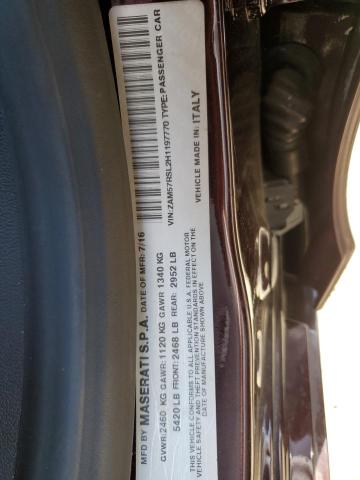 MFD BY MASERATI S.P.A. DATE OF MFR: 7/16 VIN:ZAM57RSL2H1197770 TYPE:PASSENGER CAR
GVWR:2460 KG GAWR:1120 KG GAWR 1340 KG
5420 LB FRONT:2468 LB REAR: 2952 LB VEHICLE MADE IN: ITALY
THIS VEHICLE CONFORMS TO ALL APPLICABLE U.S.A. FEDERAL MOTOR
VEHICLE SAFETY AND THEFT PREVENTION STANDARDS IN EFFECT ON THE
DATE OF MANUFACTURE SHOWN ABOVE.